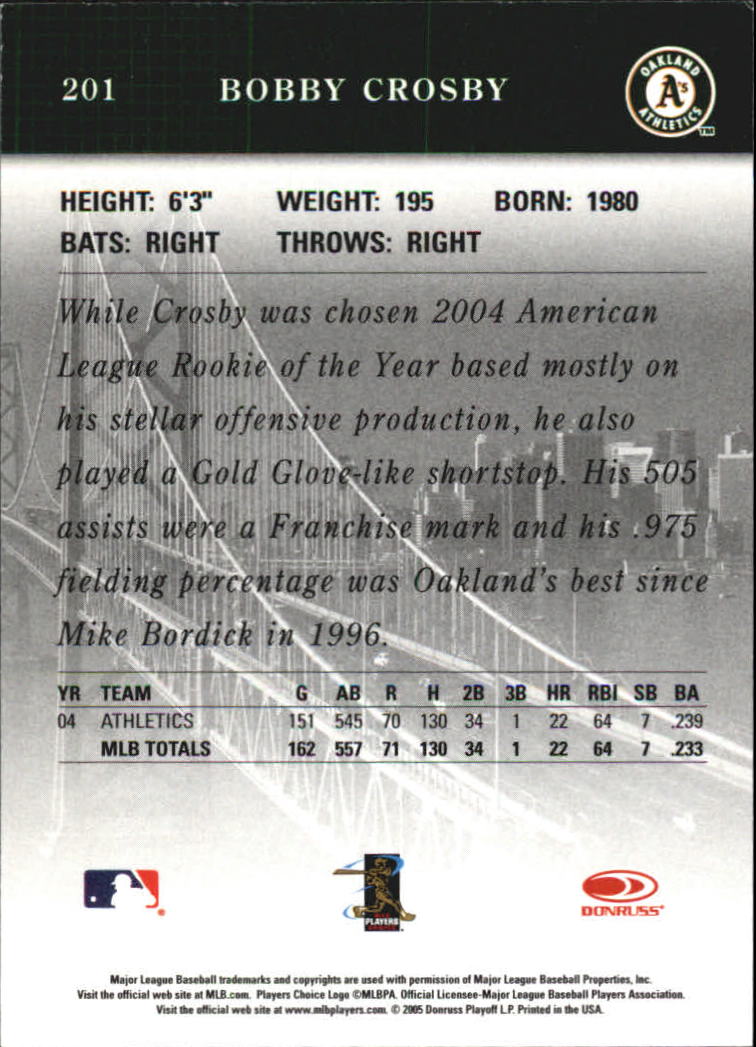 201 BOBBY CROSBY
OAKLAND
A's
ATHLETICS
TM
HEIGHT: 6'3" WEIGHT: 195 BORN: 1980
BATS: RIGHT THROWS: RIGHT
While Crosby was chosen 2004 American
League Rookie of the Year based mostly on
his stellar offensive production, he also
played a Gold Glove-like shortstop. His 505
assists were a Franchise mark and his .975
fielding percentage was Oakland's best since
Mike Bordick in 1996.
YR TEAM G AB R H 2B 3B HR RBI SB BA
04 ATHLETICS 151 545 70 130 34 1 22 64 7 .239
MLB TOTALS 162 557 71 130 34 1 22 64 7 .233
PLAYERS
DONRUSS
Major League Baseball trademarks and copyrights are used with permission of Major League Baseball Properties, Inc.
Visit the official web site at MLB.com. Players Choice Logo ©MLBPA. Official Licensee-Major League Baseball Players Association.
Visit the official web site at www.mlbplayers.com. © 2005 Donruss Playoff L.P. Printed in the USA.